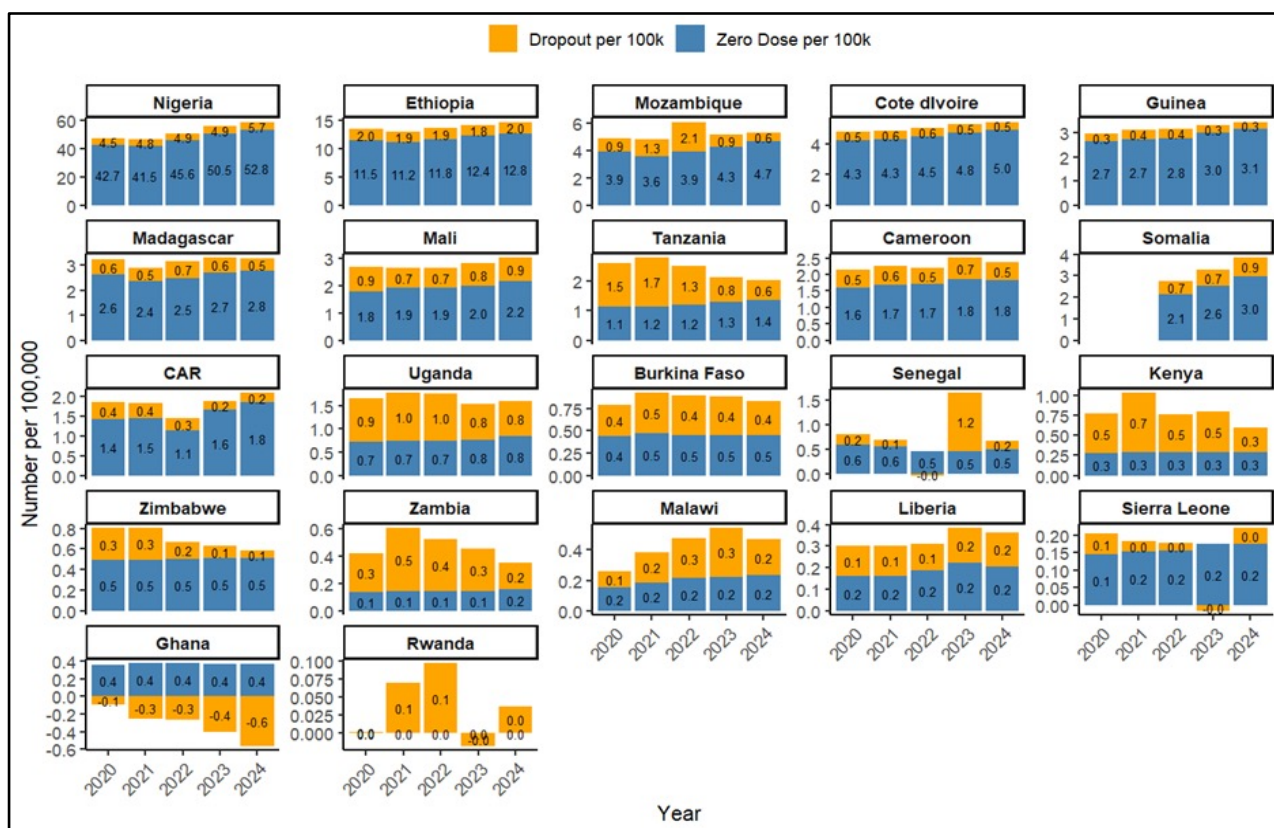 Dropout per 100k Zero Dose per 100k
Nigeria Ethiopia Mozambique Cote dIvoire Guinea
60 40 20 0
4.5 4.8 4.9 4.9 5.7
42.7 41.5 45.6 50.5 52.8
15 10 5 0
2.0 1.9 1.9 1.8 2.0
11.5 11.2 11.8 12.4 12.8
6 4 2 0
0.9 1.3 2.1 0.9 0.6
3.9 3.6 3.9 4.3 4.7
4 2 0
0.5 0.5 0.6 0.5 0.5
4.3 4.3 4.5 4.8 5.0
3 2 1 0
0.3 0.4 0.4 0.3 0.3
2.7 2.7 2.8 3.0 3.1
Madagascar Mali Tanzania Cameroon Somalia
3 2 1 0
0.6 0.5 0.7 0.6 0.5
2.6 2.4 2.5 2.7 2.8
3 2 1 0
0.9 0.7 0.7 0.8 0.9
1.8 1.9 1.9 2.0 2.2
2 1 0
1.5 1.7 1.3 0.8 0.6
1.1 1.2 1.2 1.3 1.4
2.5 2.0 1.5 1.0 0.5 0.0
0.5 0.6 0.5 0.7 0.5
1.6 1.7 1.7 1.8 1.8
4 3 2 1 0
0.7 0.7 0.9
2.1 2.6 3.0
CAR Uganda Burkina Faso Senegal Kenya
2.0 1.5 1.0 0.5 0.0
0.4 0.4 0.3 0.2 0.2
1.4 1.5 1.1 1.6 1.8
1.5 1.0 0.5 0.0
0.9 1.0 1.0 0.8 0.8
0.7 0.7 0.7 0.8 0.8
0.75 0.50 0.25 0.00
0.4 0.5 0.4 0.4 0.4
0.4 0.5 0.5 0.5 0.5
1.5 1.0 0.5 0.0
0.2 0.1 -0.0 1.2 0.2
0.6 0.6 0.5 0.5 0.5
1.00 0.75 0.50 0.25 0.00
0.5 0.7 0.5 0.5 0.3
0.3 0.3 0.3 0.3 0.3
Zimbabwe Zambia Malawi Liberia Sierra Leone
0.8 0.6 0.4 0.2 0.0
0.3 0.3 0.2 0.1 0.1
0.5 0.5 0.5 0.5 0.5
0.6 0.4 0.2 0.0
0.3 0.5 0.4 0.3 0.2
0.1 0.1 0.1 0.1 0.2
0.4 0.2 0.0
0.1 0.2 0.3 0.3 0.2
0.2 0.2 0.2 0.2 0.2
0.4 0.3 0.2 0.1 0.0
0.1 0.1 0.1 0.2 0.2
0.2 0.2 0.2 0.2 0.2
0.20 0.15 0.10 0.05 0.00
0.1 0.0 0.0 -0.0 0.0
0.1 0.2 0.2 0.2 0.2
2020 2021 2022 2023 2024
2020 2021 2022 2023 2024
2020 2021 2022 2023 2024
Ghana Rwanda
0.4 0.2 0.0 -0.2 -0.4 -0.6
0.4 0.4 0.4 0.4 0.4
-0.1 -0.3 -0.3 -0.4 -0.6
0.100 0.075 0.050 0.025 0.000
0.0 0.1 0.1 -0.0 0.0
0.0 0.0 0.0 0.0 0.0
2020 2021 2022 2023 2024
2020 2021 2022 2023 2024
Number per 100,000
Year